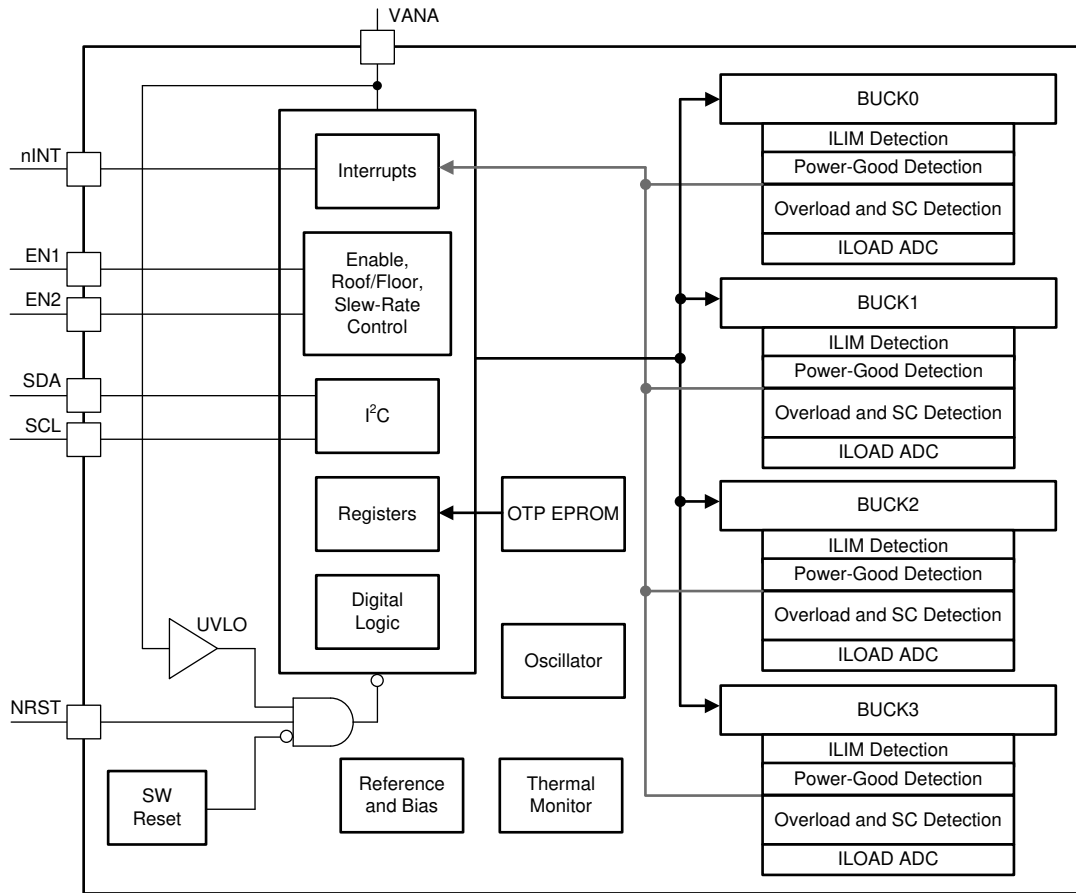 VANA
nINT
EN1
EN2
SDA
SCL
NRST
Interrupts
Enable,
Roof/Floor,
Slew-Rate
Control
I²C
Registers
Digital
Logic
OTP EPROM
UVLO
Oscillator
SW
Reset
Reference
and Bias
Thermal
Monitor
BUCK0
ILIM Detection
Power-Good Detection
Overload and SC Detection
ILOAD ADC
BUCK1
ILIM Detection
Power-Good Detection
Overload and SC Detection
ILOAD ADC
BUCK2
ILIM Detection
Power-Good Detection
Overload and SC Detection
ILOAD ADC
BUCK3
ILIM Detection
Power-Good Detection
Overload and SC Detection
ILOAD ADC